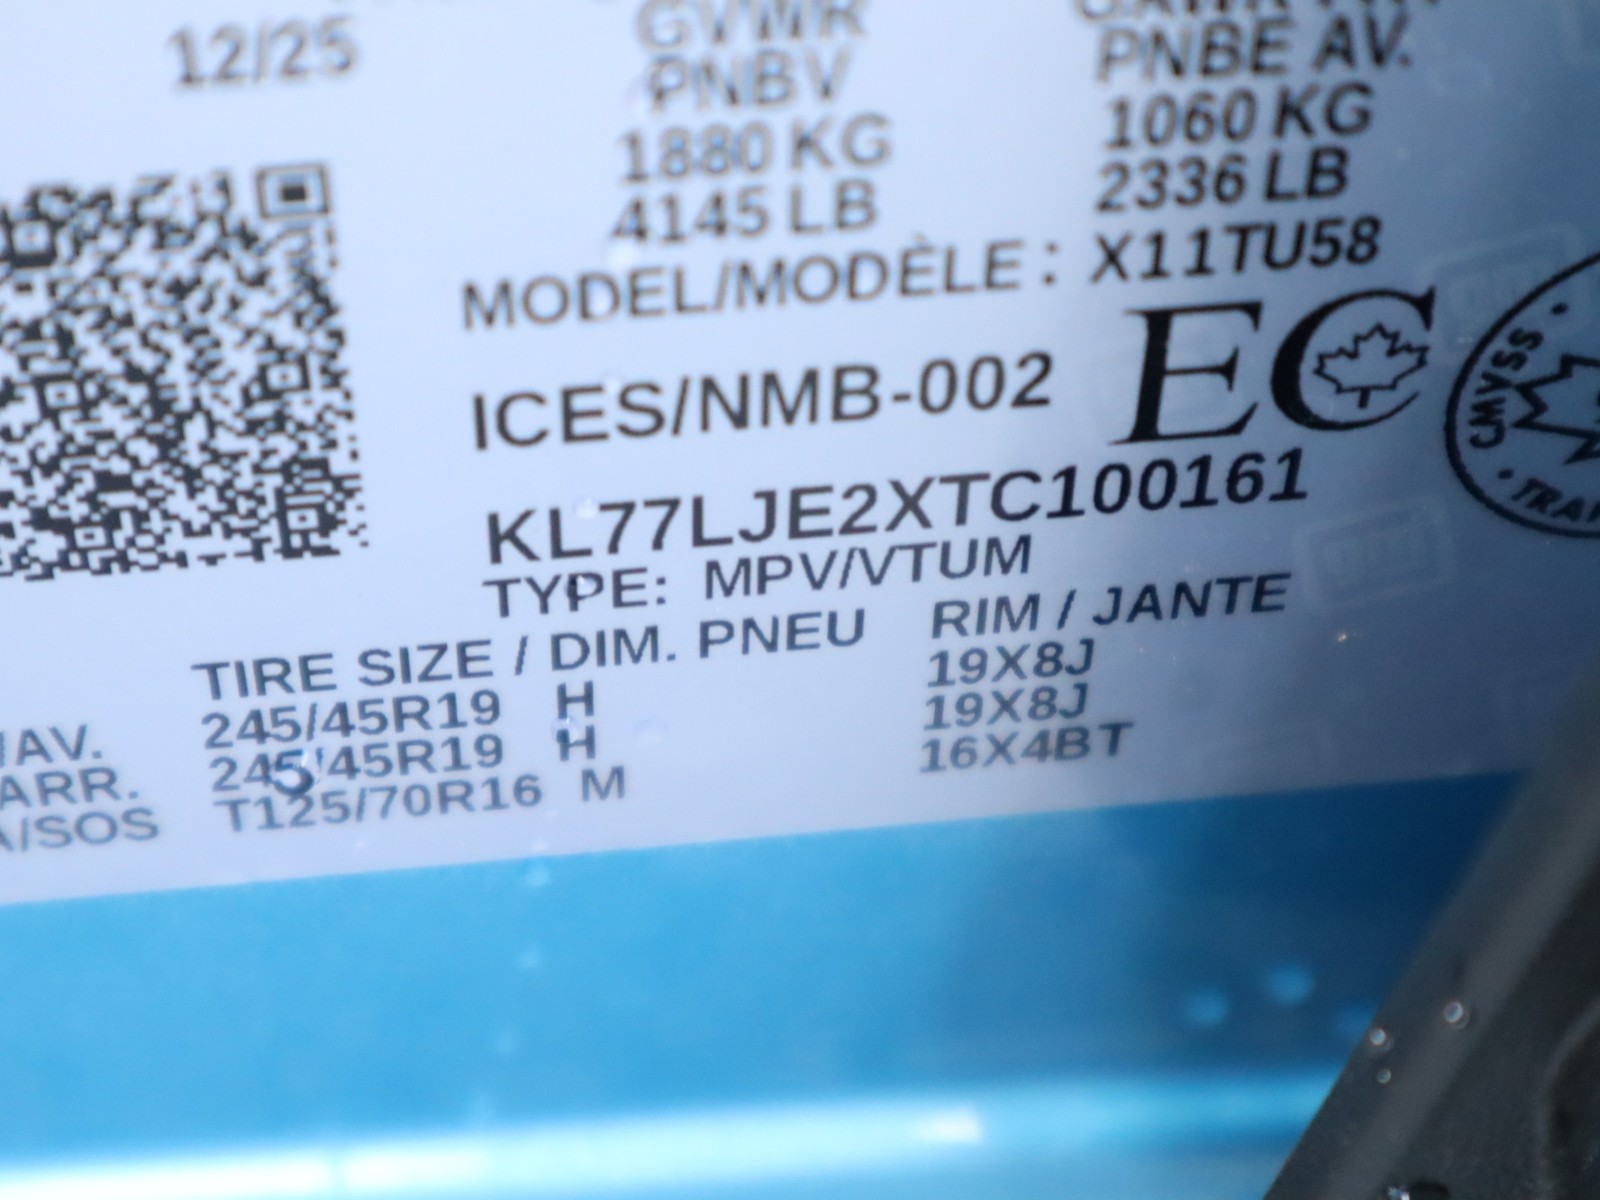 12/25
GVWR
PNBV
1880 KG
4145 LB
PNBE AV.
1060 KG
2336 LB
MODEL/MODÈLE : X11TU58
ICES/NMB-002
EC
CMVSS
KL77LJE2XTC100161
TYPE: MPV/VTUM
TIRE SIZE / DIM. PNEU RIM / JANTE
/AV. 245/45R19 H 19X8J
ARR. 245/45R19 H 19X8J
A/SOS T125/70R16 M 16X4BT